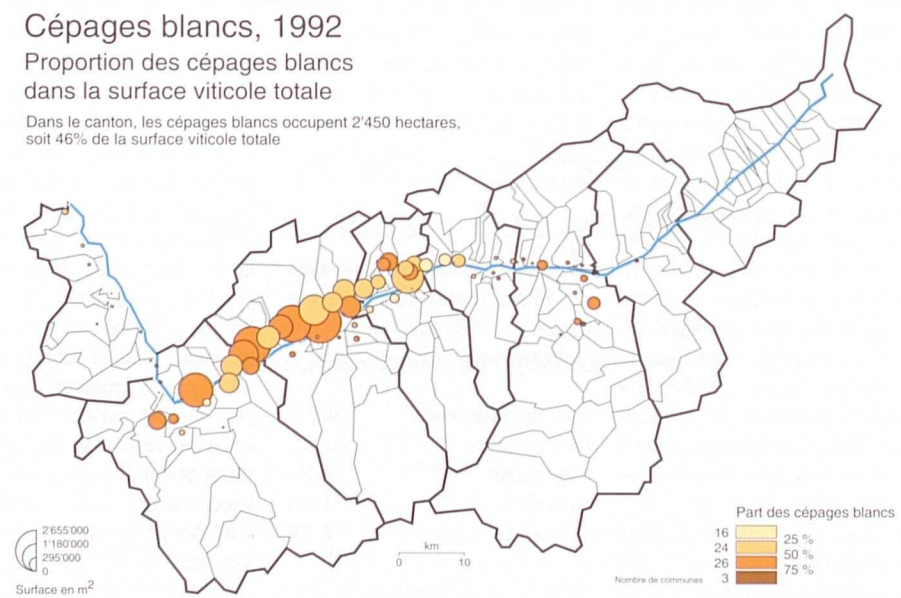 Cépages blancs, 1992
Proportion des cépages blancs
dans la surface viticole totale
Dans le canton, les cépages blancs occupent 2'450 hectares,
soit 46% de la surface viticole totale
2'655'000
1'180'000
295'000
0
Surface en m²
km
0 10
Part des cépages blancs
16
25 %
24
50 %
26
75 %
3
Nombre de communes